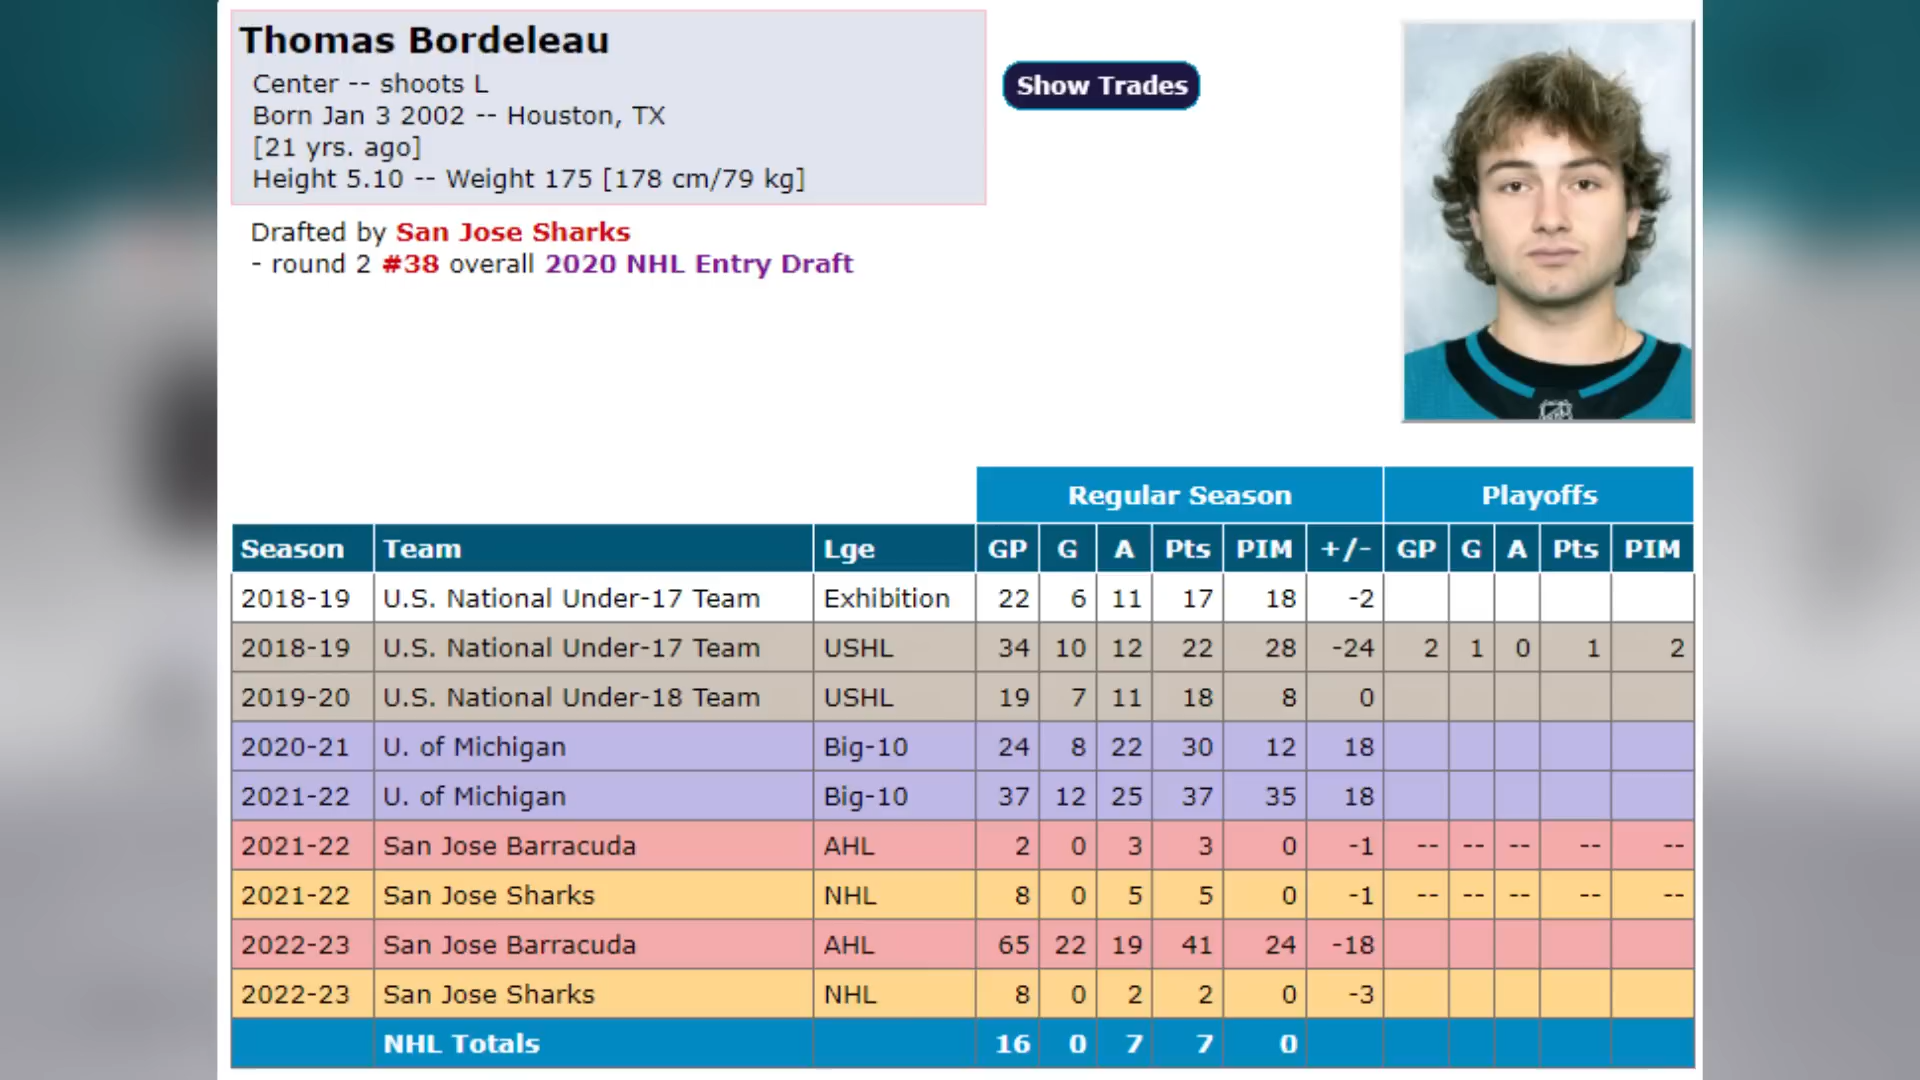 Thomas Bordeleau
Center -- shoots L
Born Jan 3 2002 -- Houston, TX
[21 yrs. ago]
Height 5.10 -- Weight 175 [178 cm/79 kg]
Show Trades
Drafted by San Jose Sharks
- round 2 #38 overall 2020 NHL Entry Draft
Regular Season Playoffs
Season Team Lge GP G A Pts PIM +/- GP G A Pts PIM
2018-19 U.S. National Under-17 Team Exhibition 22 6 11 17 18 -2
2018-19 U.S. National Under-17 Team USHL 34 10 12 22 28 -24 2 1 0 1 2
2019-20 U.S. National Under-18 Team USHL 19 7 11 18 8 0
2020-21 U. of Michigan Big-10 24 8 22 30 12 18
2021-22 U. of Michigan Big-10 37 12 25 37 35 18
2021-22 San Jose Barracuda AHL 2 0 3 3 0 -1 -- -- -- -- --
2021-22 San Jose Sharks NHL 8 0 5 5 0 -1 -- -- -- -- --
2022-23 San Jose Barracuda AHL 65 22 19 41 24 -18
2022-23 San Jose Sharks NHL 8 0 2 2 0 -3
NHL Totals 16 0 7 7 0